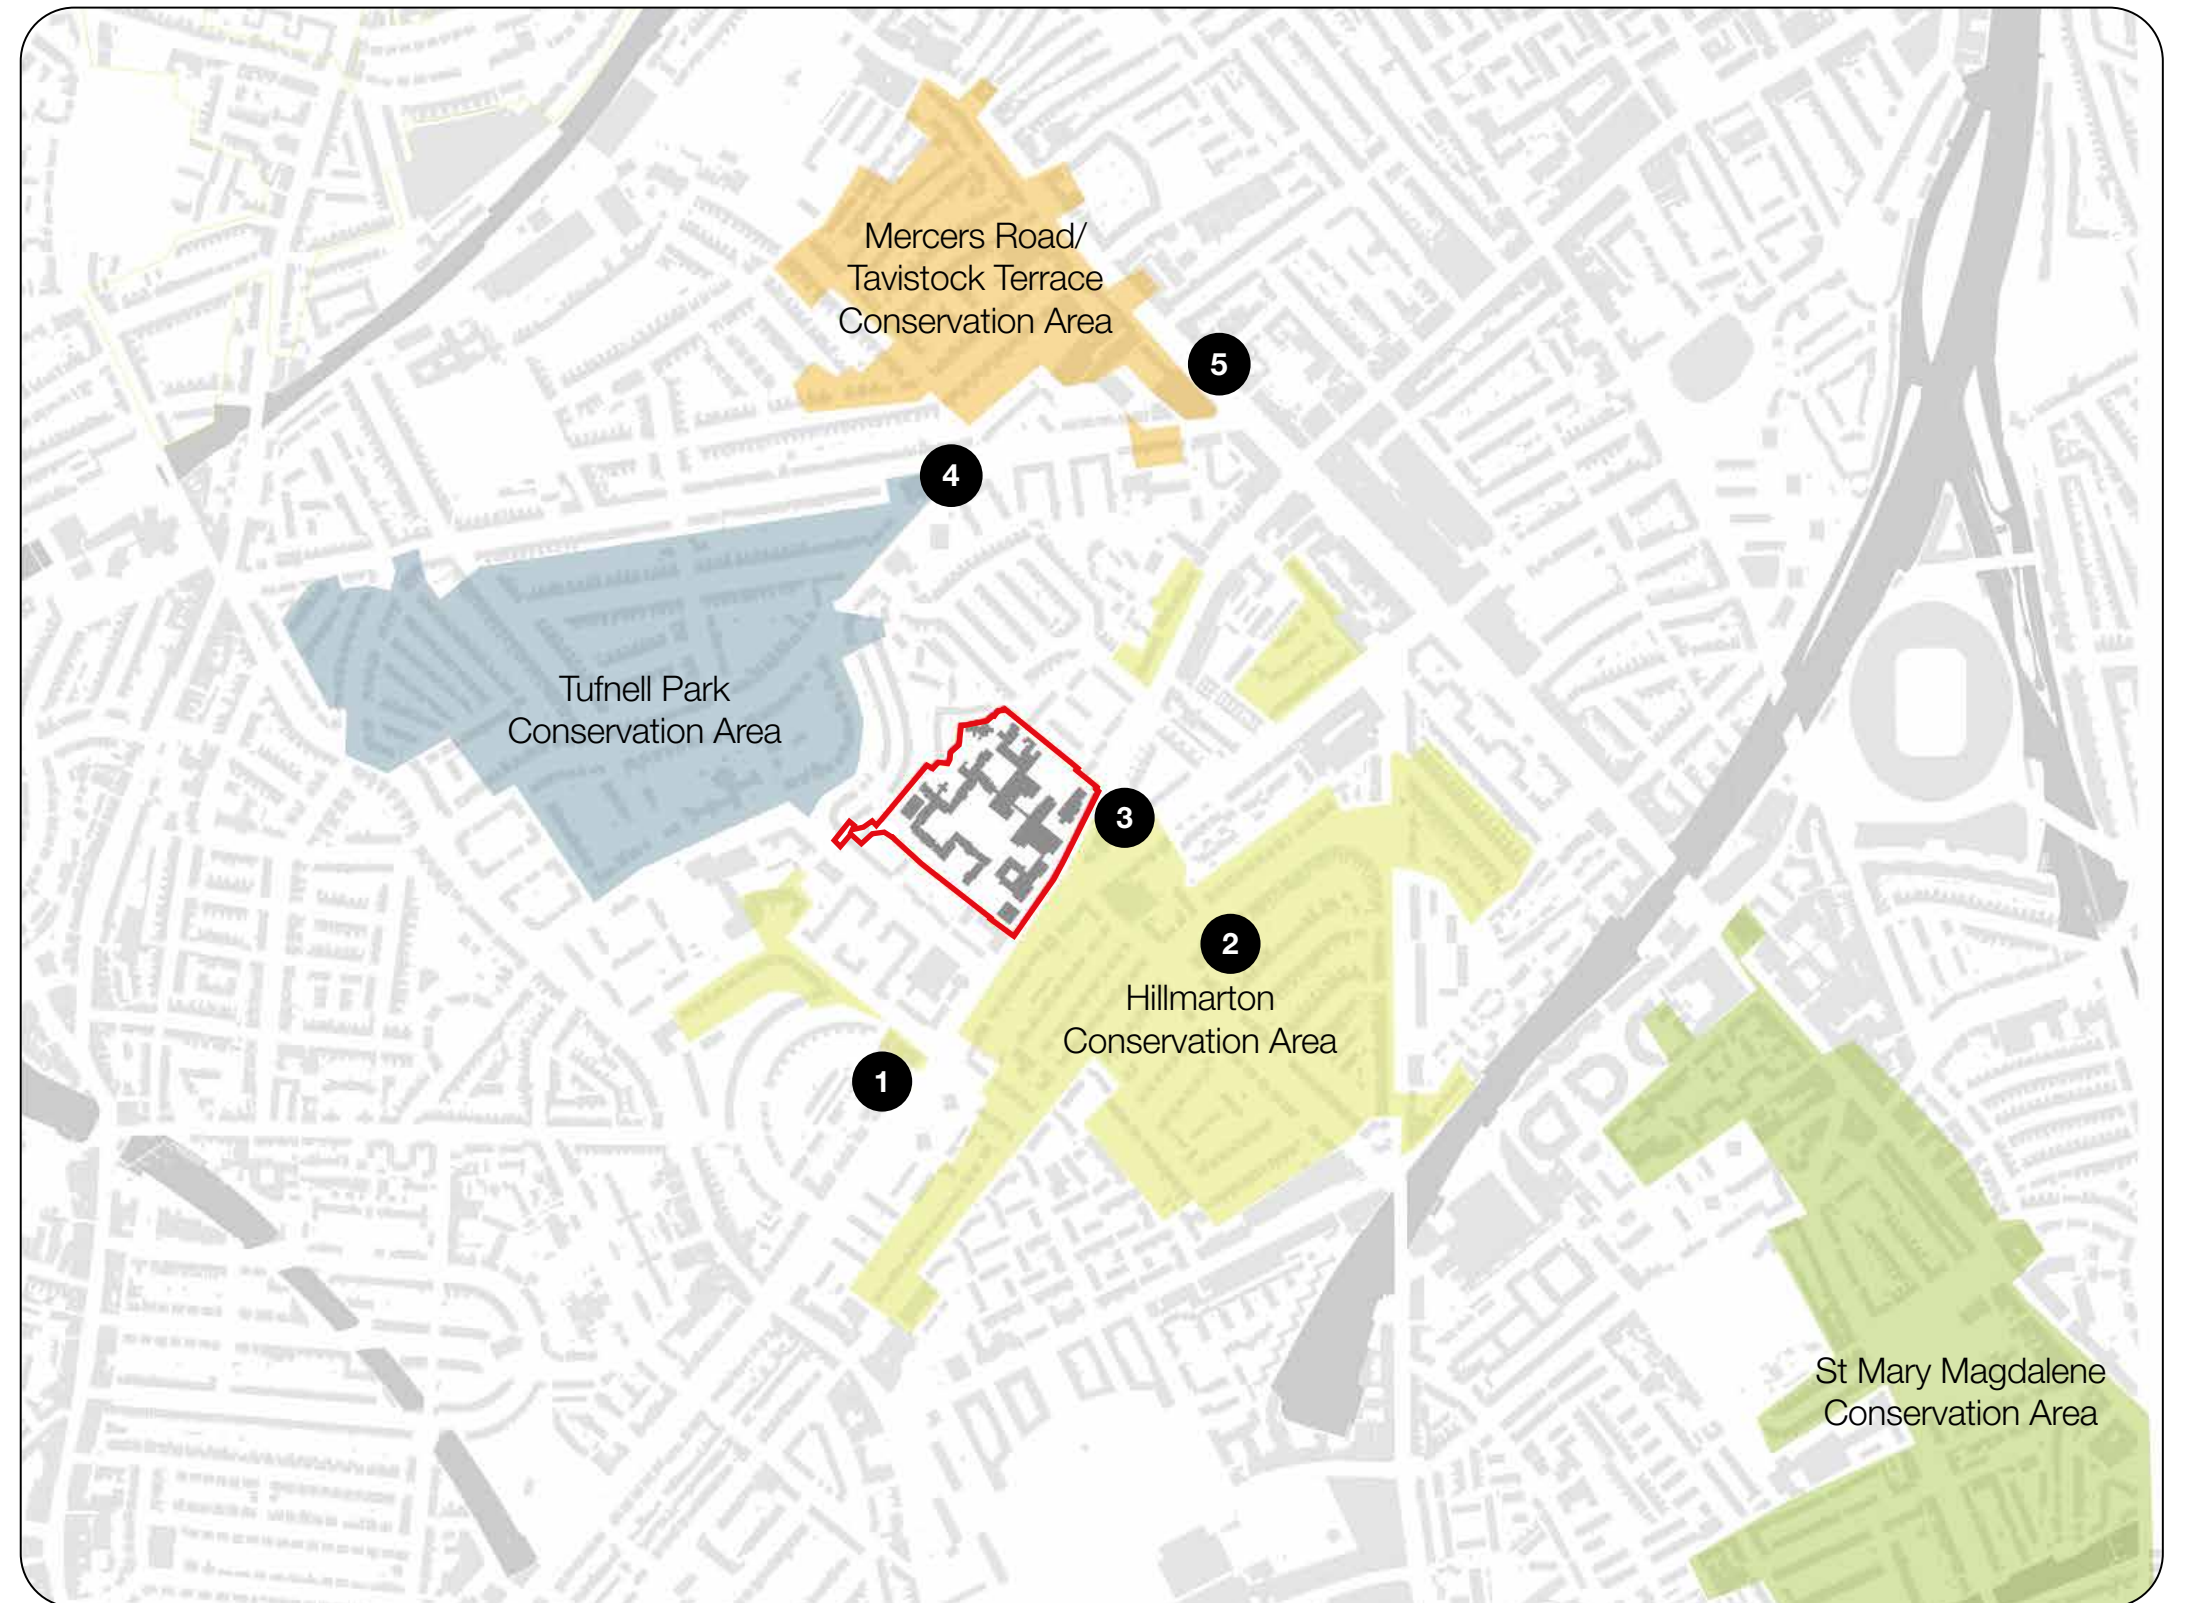 Mercers Road/
Tavistock Terrace
Conservation Area
5
4
Tufnell Park
Conservation Area
3
2
Hillmarton
Conservation Area
1
St Mary Magdalene
Conservation Area